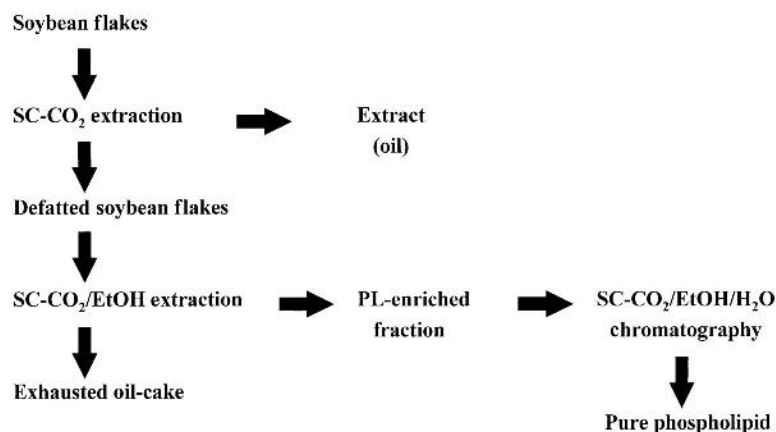 Soybean flakes
SC-CO₂ extraction
Extract
(oil)
Defatted soybean flakes
SC-CO₂/EtOH extraction
PL-enriched
fraction
SC-CO₂/EtOH/H₂O
chromatography
Exhausted oil-cake
Pure phospholipid